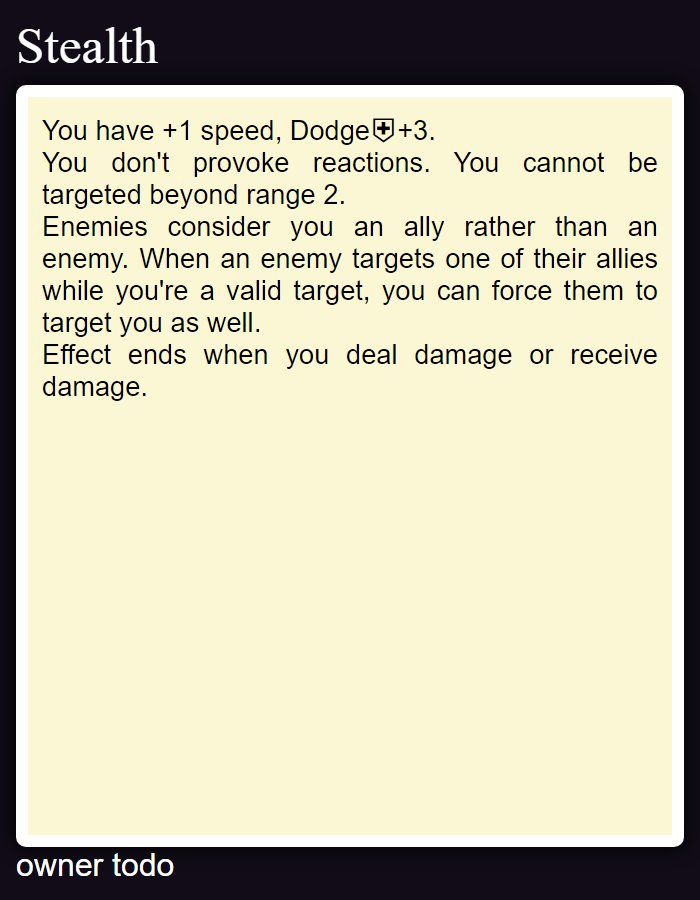 Stealth
You have +1 speed, Dodge⛨+3.
You don't provoke reactions. You cannot be
targeted beyond range 2.
Enemies consider you an ally rather than an
enemy. When an enemy targets one of their allies
while you're a valid target, you can force them to
target you as well.
Effect ends when you deal damage or receive
damage.
owner todo